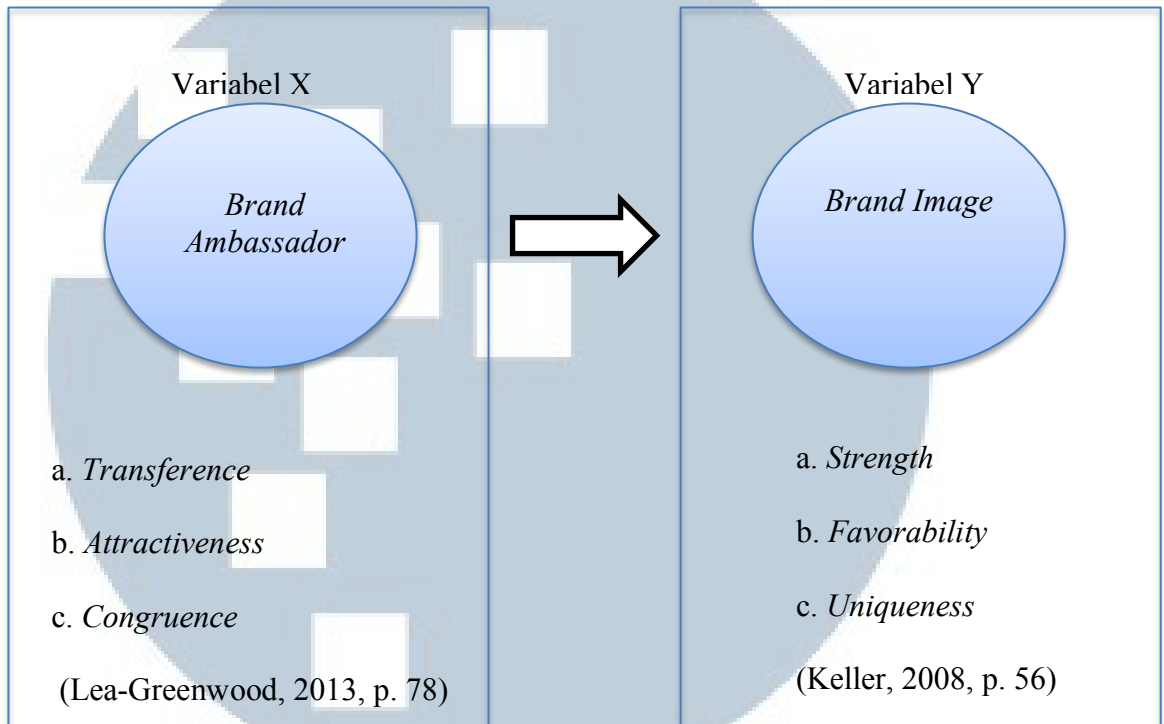 Variabel X
Brand
Ambassador
a. Transference
b. Attractiveness
c. Congruence
(Lea-Greenwood, 2013, p. 78)
Variabel Y
Brand Image
a. Strength
b. Favorability
c. Uniqueness
(Keller, 2008, p. 56)